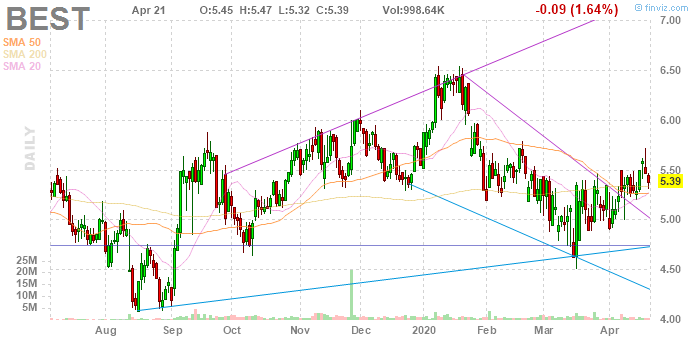 BEST
Apr 21
O:5.45 H:5.47 L:5.32 C:5.39
Vol:998.64K
-0.09 (1.64%)
© finviz.com
SMA 50
SMA 200
SMA 20
DAILY
7.00
6.50
6.00
5.50
5.39
5.00
4.50
4.00
25M
20M
15M
10M
5M
Aug Sep Oct Nov Dec 2020 Feb Mar Apr